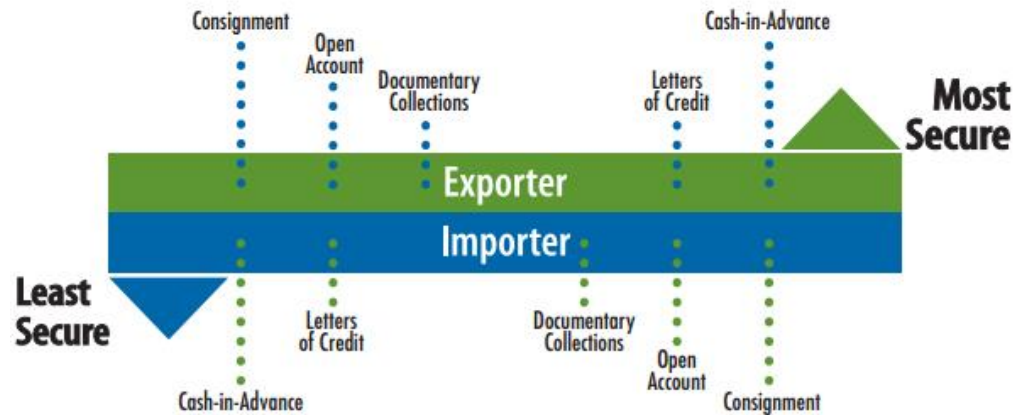 Consignment
Open
Account
Documentary
Collections
Letters
of Credit
Cash-in-Advance
Most
Secure
Exporter
Importer
Least
Secure
Cash-in-Advance
Letters
of Credit
Documentary
Collections
Open
Account
Consignment